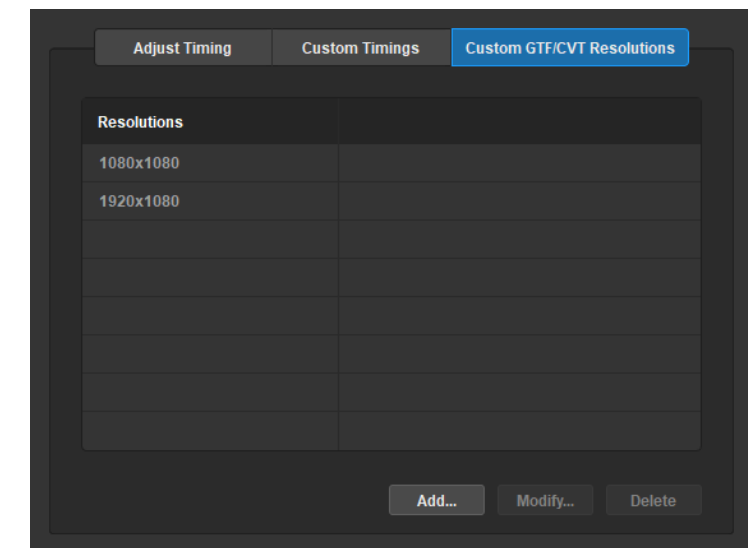 Adjust Timing Custom Timings Custom GTF/CVT Resolutions
Resolutions
1080x1080
1920x1080
Add... Modify... Delete